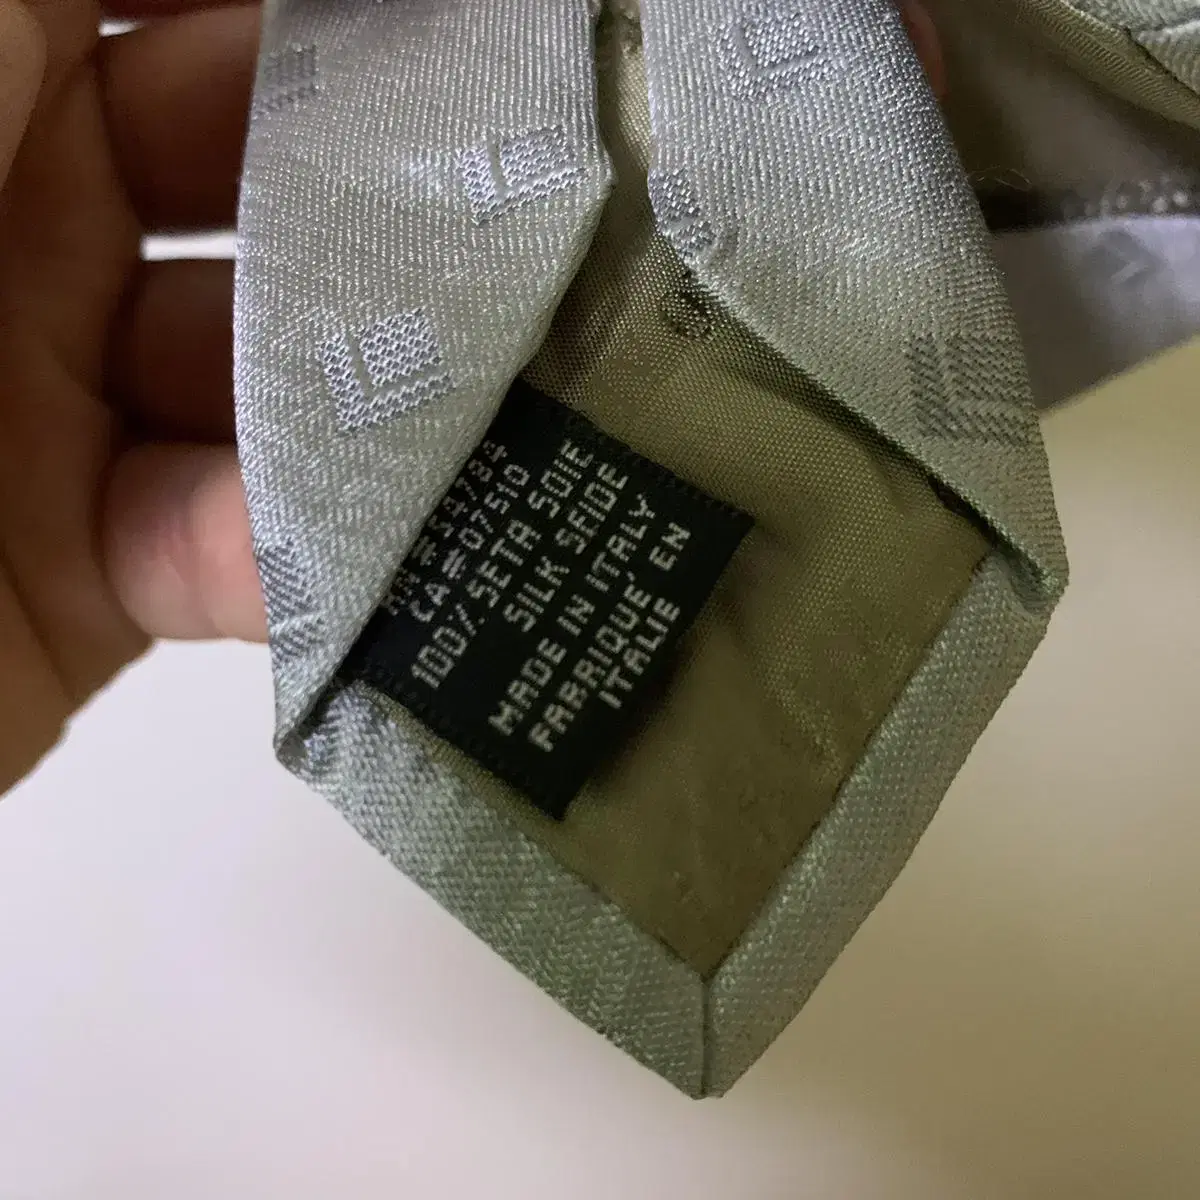 CA#07510
100% SETA SOIE
SILK SEIDE
MADE IN ITALY
FABRIQUE' EN
ITALIE